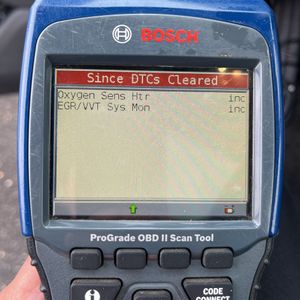 BOSCH
Since DTCs Cleared
Oxygen Sens Htr inc
EGR/VVT Sys Mon inc
ProGrade OBD II Scan Tool
CODE
CONNECT